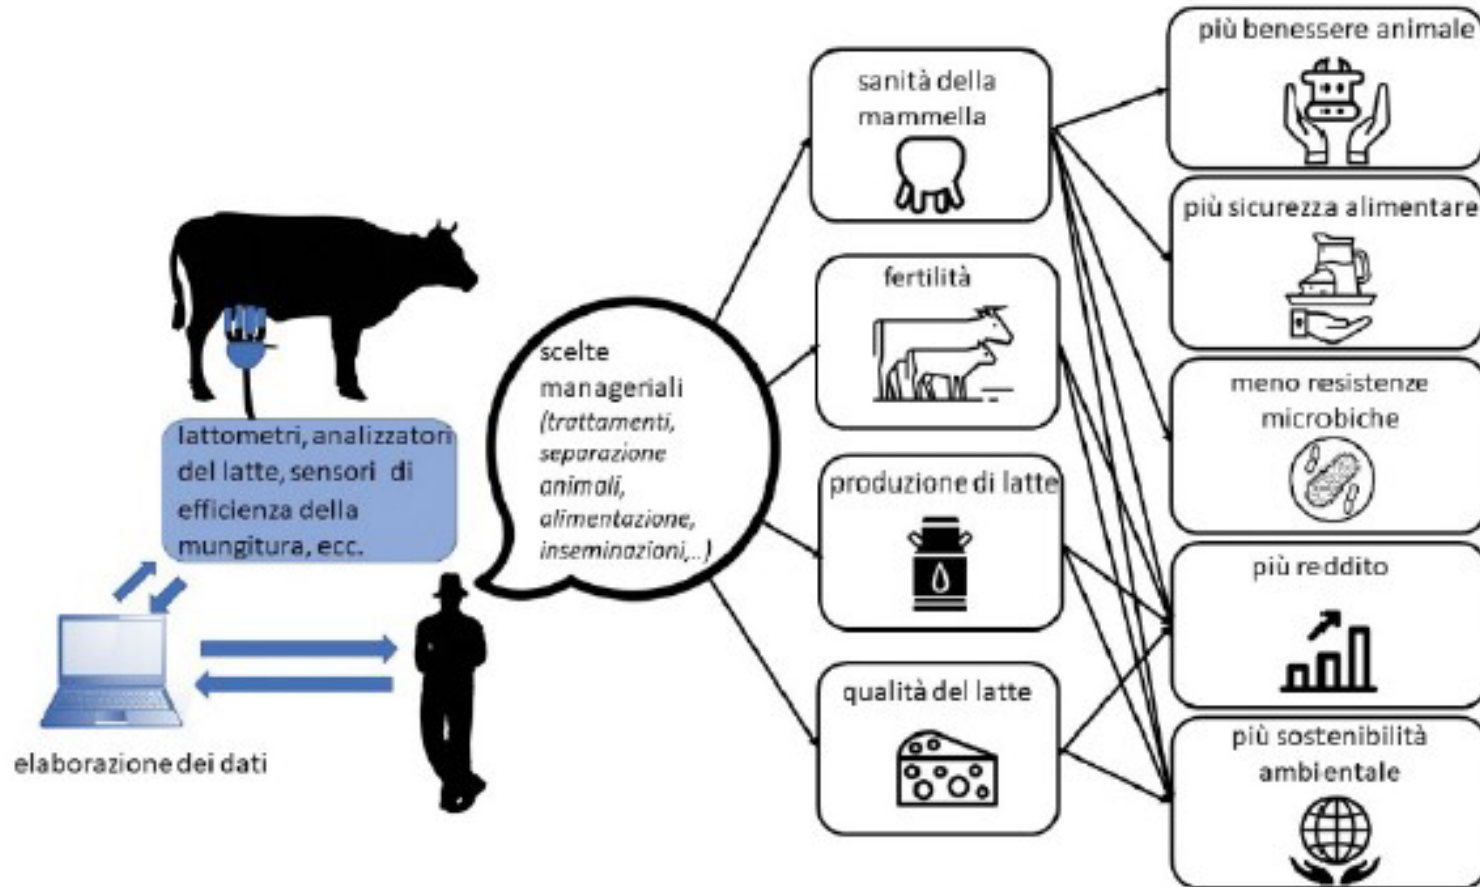 lattometri, analizzatori
del latte, sensori di
efficienza della
mungitura, ecc.
elaborazione dei dati
scelte
manageriali
(trattamenti,
separazione
animali,
alimentazione,
inseminazioni,..)
sanità della
mammella
fertilità
produzione di latte
qualità del latte
più benessere animale
più sicurezza alimentare
meno resistenze
microbiche
più reddito
più sostenibilità
ambientale